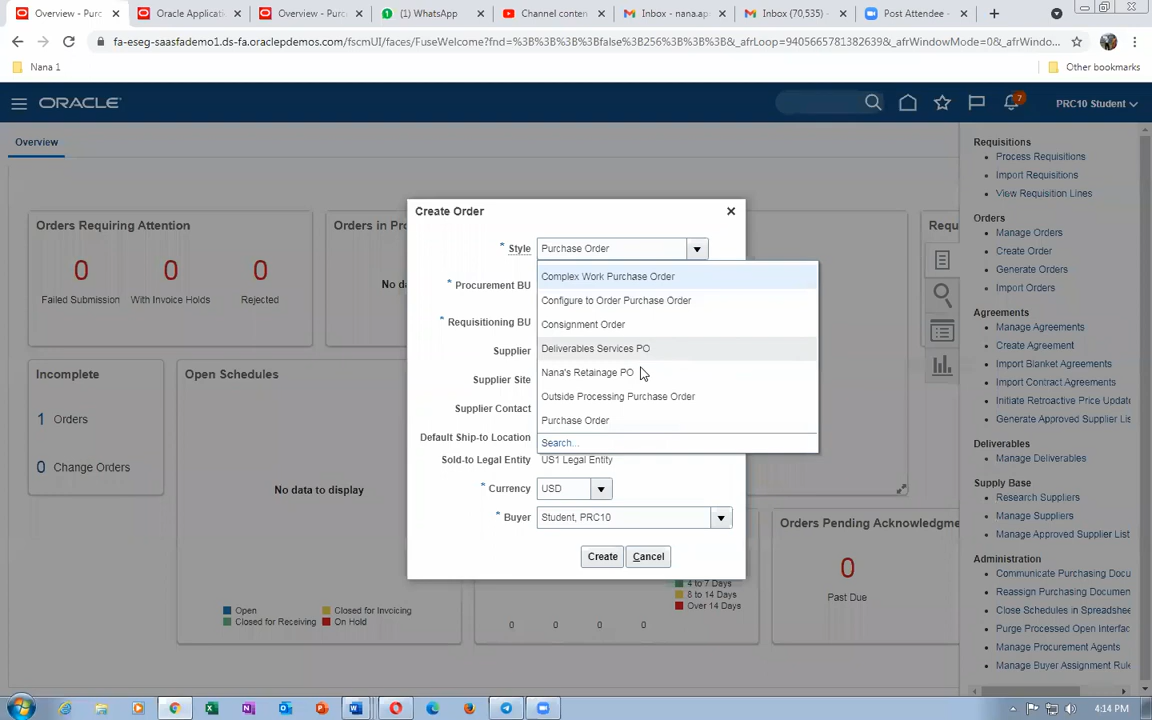 Overview - Purc
Oracle Applicati
Overview - Purc
(1) WhatsApp
Channel conten
Inbox - nana.ap
Inbox (70,535) -
Post Attendee -
fa-eseg-saasfademo1.ds-fa.oraclepdemos.com/fscmUI/faces/FuseWelcome?fnd=%3B%3B%3B%3Bfalse%3B256%3B%3B%3B&_afrLoop=9405665781382639&_afrWindowMode=0&_afrWindo...
Nana 1
Other bookmarks
ORACLE
7
PRC10 Student
Overview
Orders Requiring Attention
0
0
0
Failed Submission
With Invoice Holds
Rejected
Orders in Pro
No da
Requ
Incomplete
1 Orders
0 Change Orders
Open Schedules
No data to display
Open
Closed for Invoicing
Closed for Receiving
On Hold
Create Order
* Style
Purchase Order
Complex Work Purchase Order
Configure to Order Purchase Order
Consignment Order
Deliverables Services PO
Nana's Retainage PO
Outside Processing Purchase Order
Purchase Order
Search...
* Procurement BU
* Requisitioning BU
Supplier
Supplier Site
Supplier Contact
Default Ship-to Location
Sold-to Legal Entity US1 Legal Entity
* Currency USD
* Buyer Student, PRC10
Create
Cancel
4 to 7 Days
8 to 14 Days
Over 14 Days
0 0 0 0
Orders Pending Acknowledgme
0
Past Due
Requisitions
Process Requisitions
Import Requisitions
View Requisition Lines
Orders
Manage Orders
Create Order
Generate Orders
Import Orders
Agreements
Manage Agreements
Create Agreement
Import Blanket Agreements
Import Contract Agreements
Initiate Retroactive Price Upda
Generate Approved Supplier List
Deliverables
Manage Deliverables
Supply Base
Research Suppliers
Manage Suppliers
Manage Approved Supplier List
Administration
Communicate Purchasing Docu
Reassign Purchasing Documen
Close Schedules in Spreadshee
Purge Processed Open Interfac
Manage Procurement Agents
Manage Buyer Assignment Rule
4:14 PM